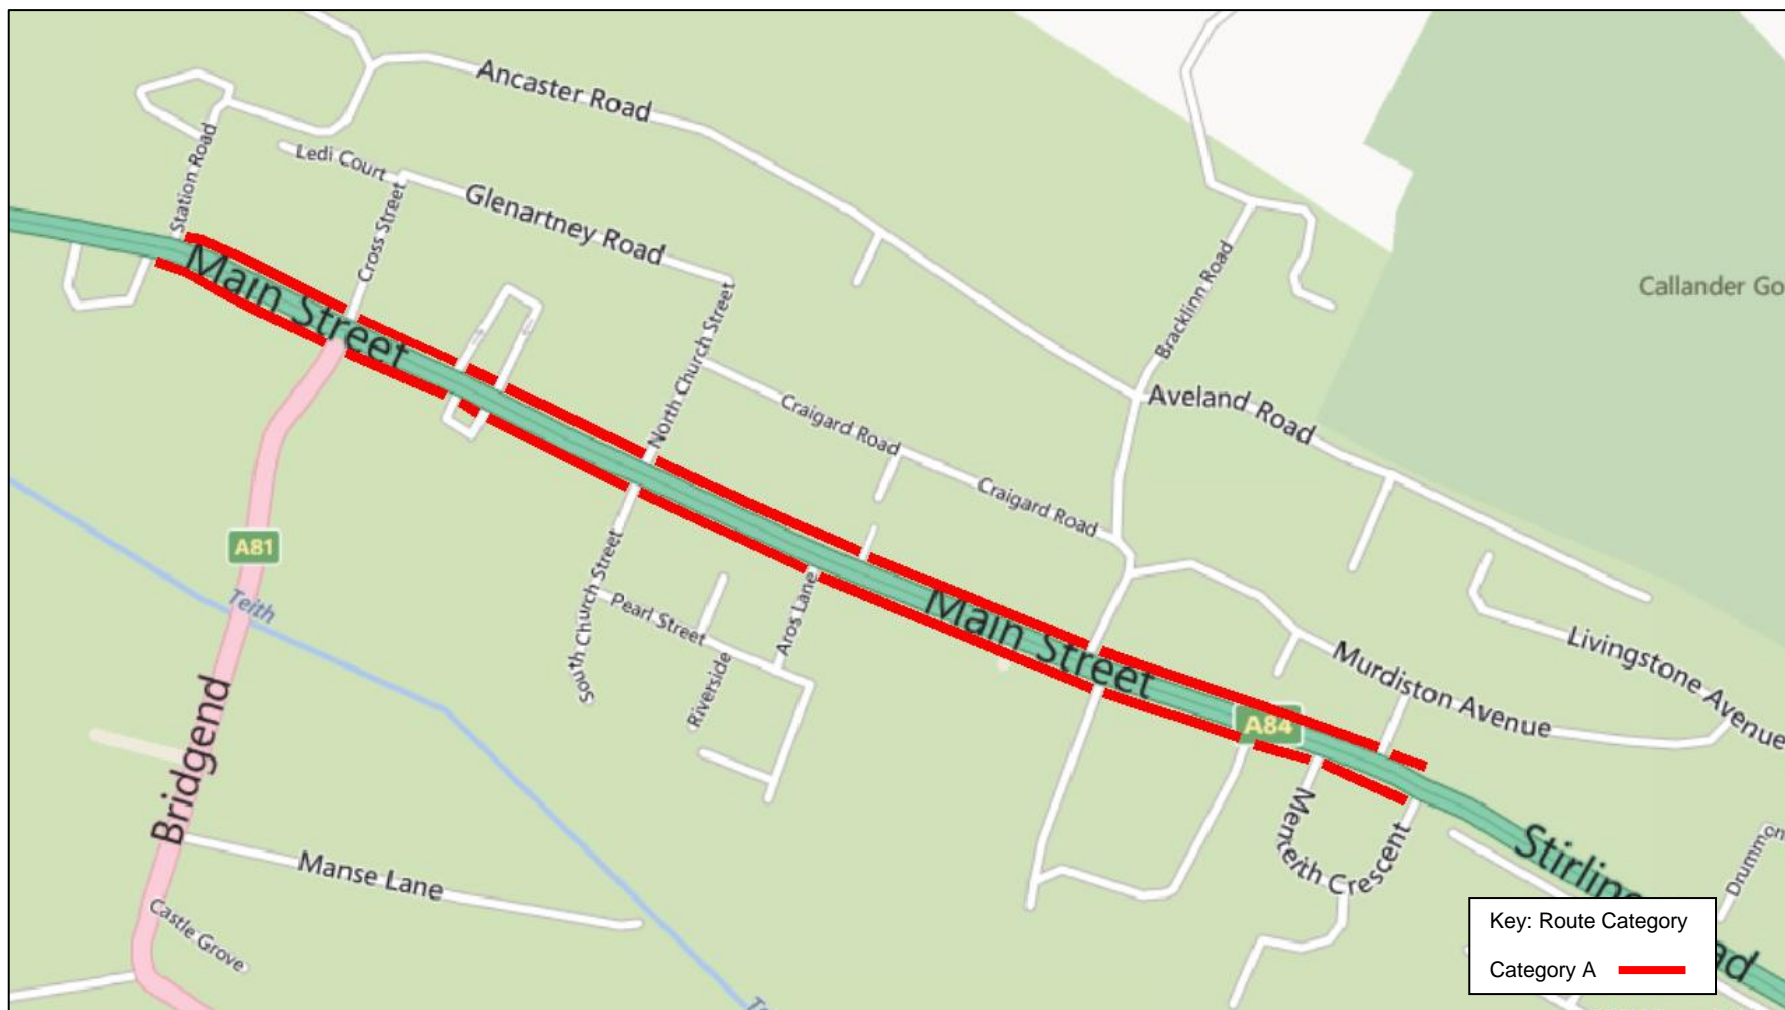 Ancaster Road
Station Road
Ledi Court
Cross Street
Glenartney Road
Main Street
North Church Street
Bracklinn Road
Callander Go
Aveland Road
Craigard Road
Craigard Road
A81
Teith
South Church Street
Pearl Street
Aros Lane
Riverside
Main Street
A84
Murdiston Avenue
Livingstone Avenue
Bridgend
Menteith Crescent
Manse Lane
Castle Grove
Stirling
ad
Drummon
Key: Route Category
Category A